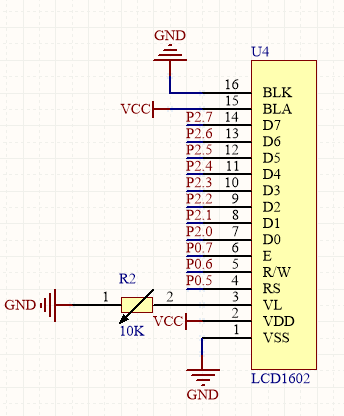 GND
U4
16 BLK
VCC 15 BLA
P2.7 14 D7
P2.6 13 D6
P2.5 12 D5
P2.4 11 D4
P2.3 10 D3
P2.2 9 D2
P2.1 8 D1
P2.0 7 D0
P0.7 6 E
P0.6 5 R/W
P0.5 4 RS
R2
GND 1 2 3 VL
10K VCC 2 VDD
1 VSS
GND
LCD1602